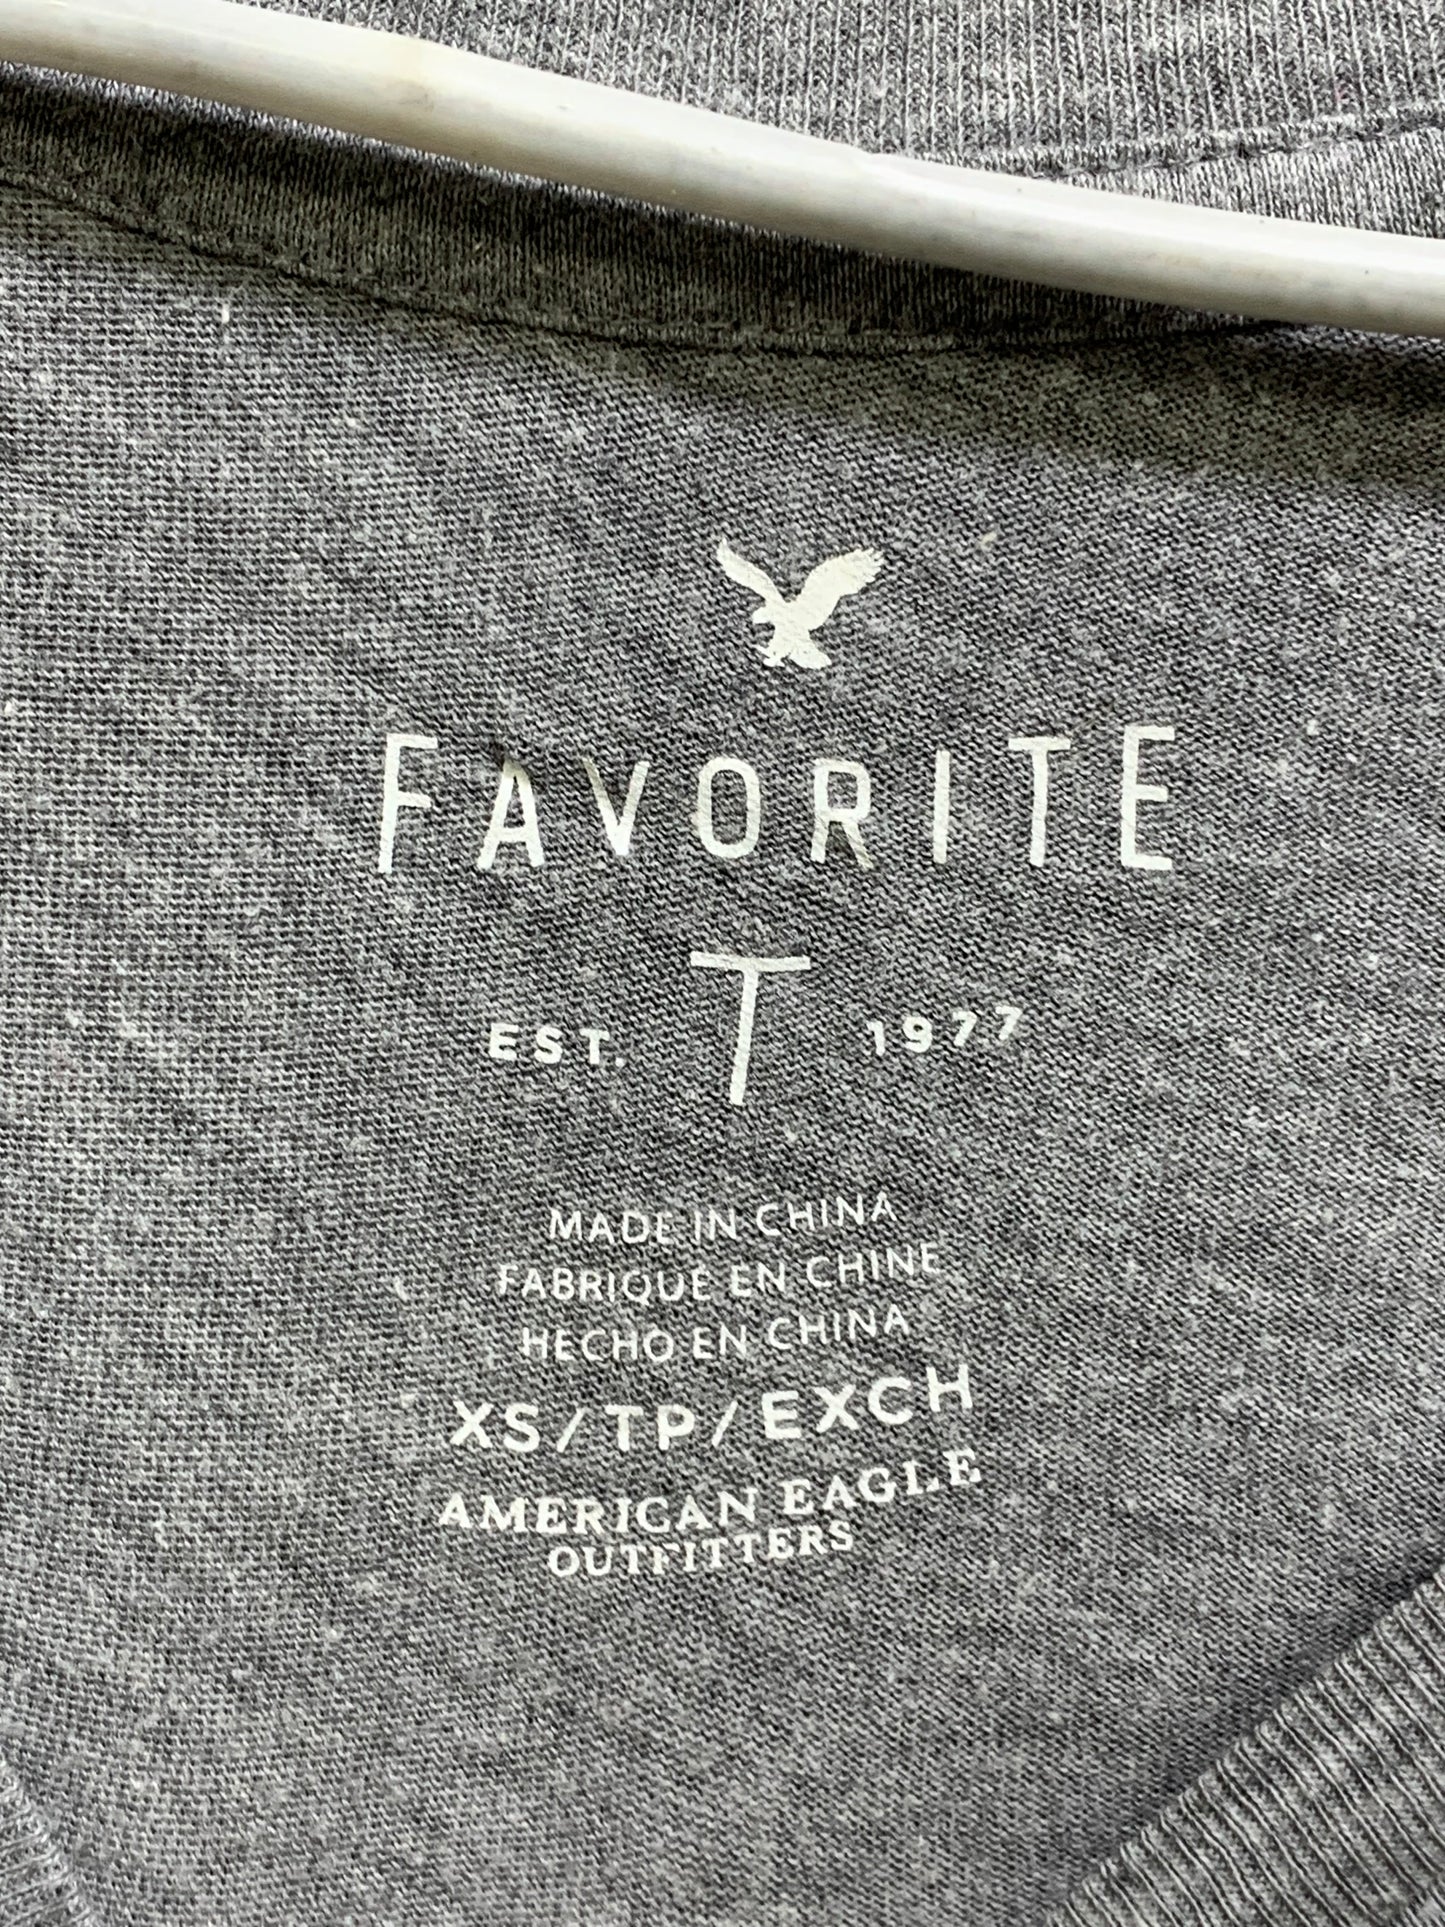 FAVORITE
T
EST. 1977
MADE IN CHINA
FABRIQUÉ EN CHINE
HECHO EN CHINA
XS/TP/EXCH
AMERICAN EAGLE
OUTFITTERS